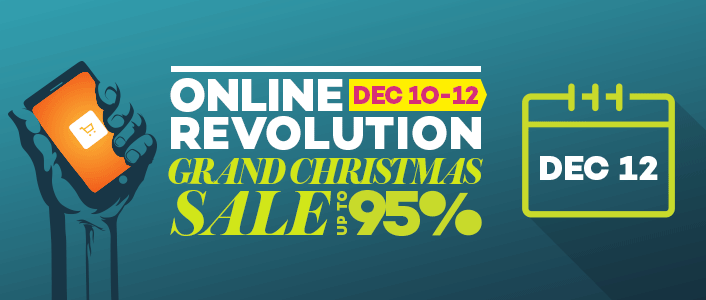 ONLINE DEC 10-12
REVOLUTION
GRAND CHRISTMAS
SALE UP TO 95%
DEC 12